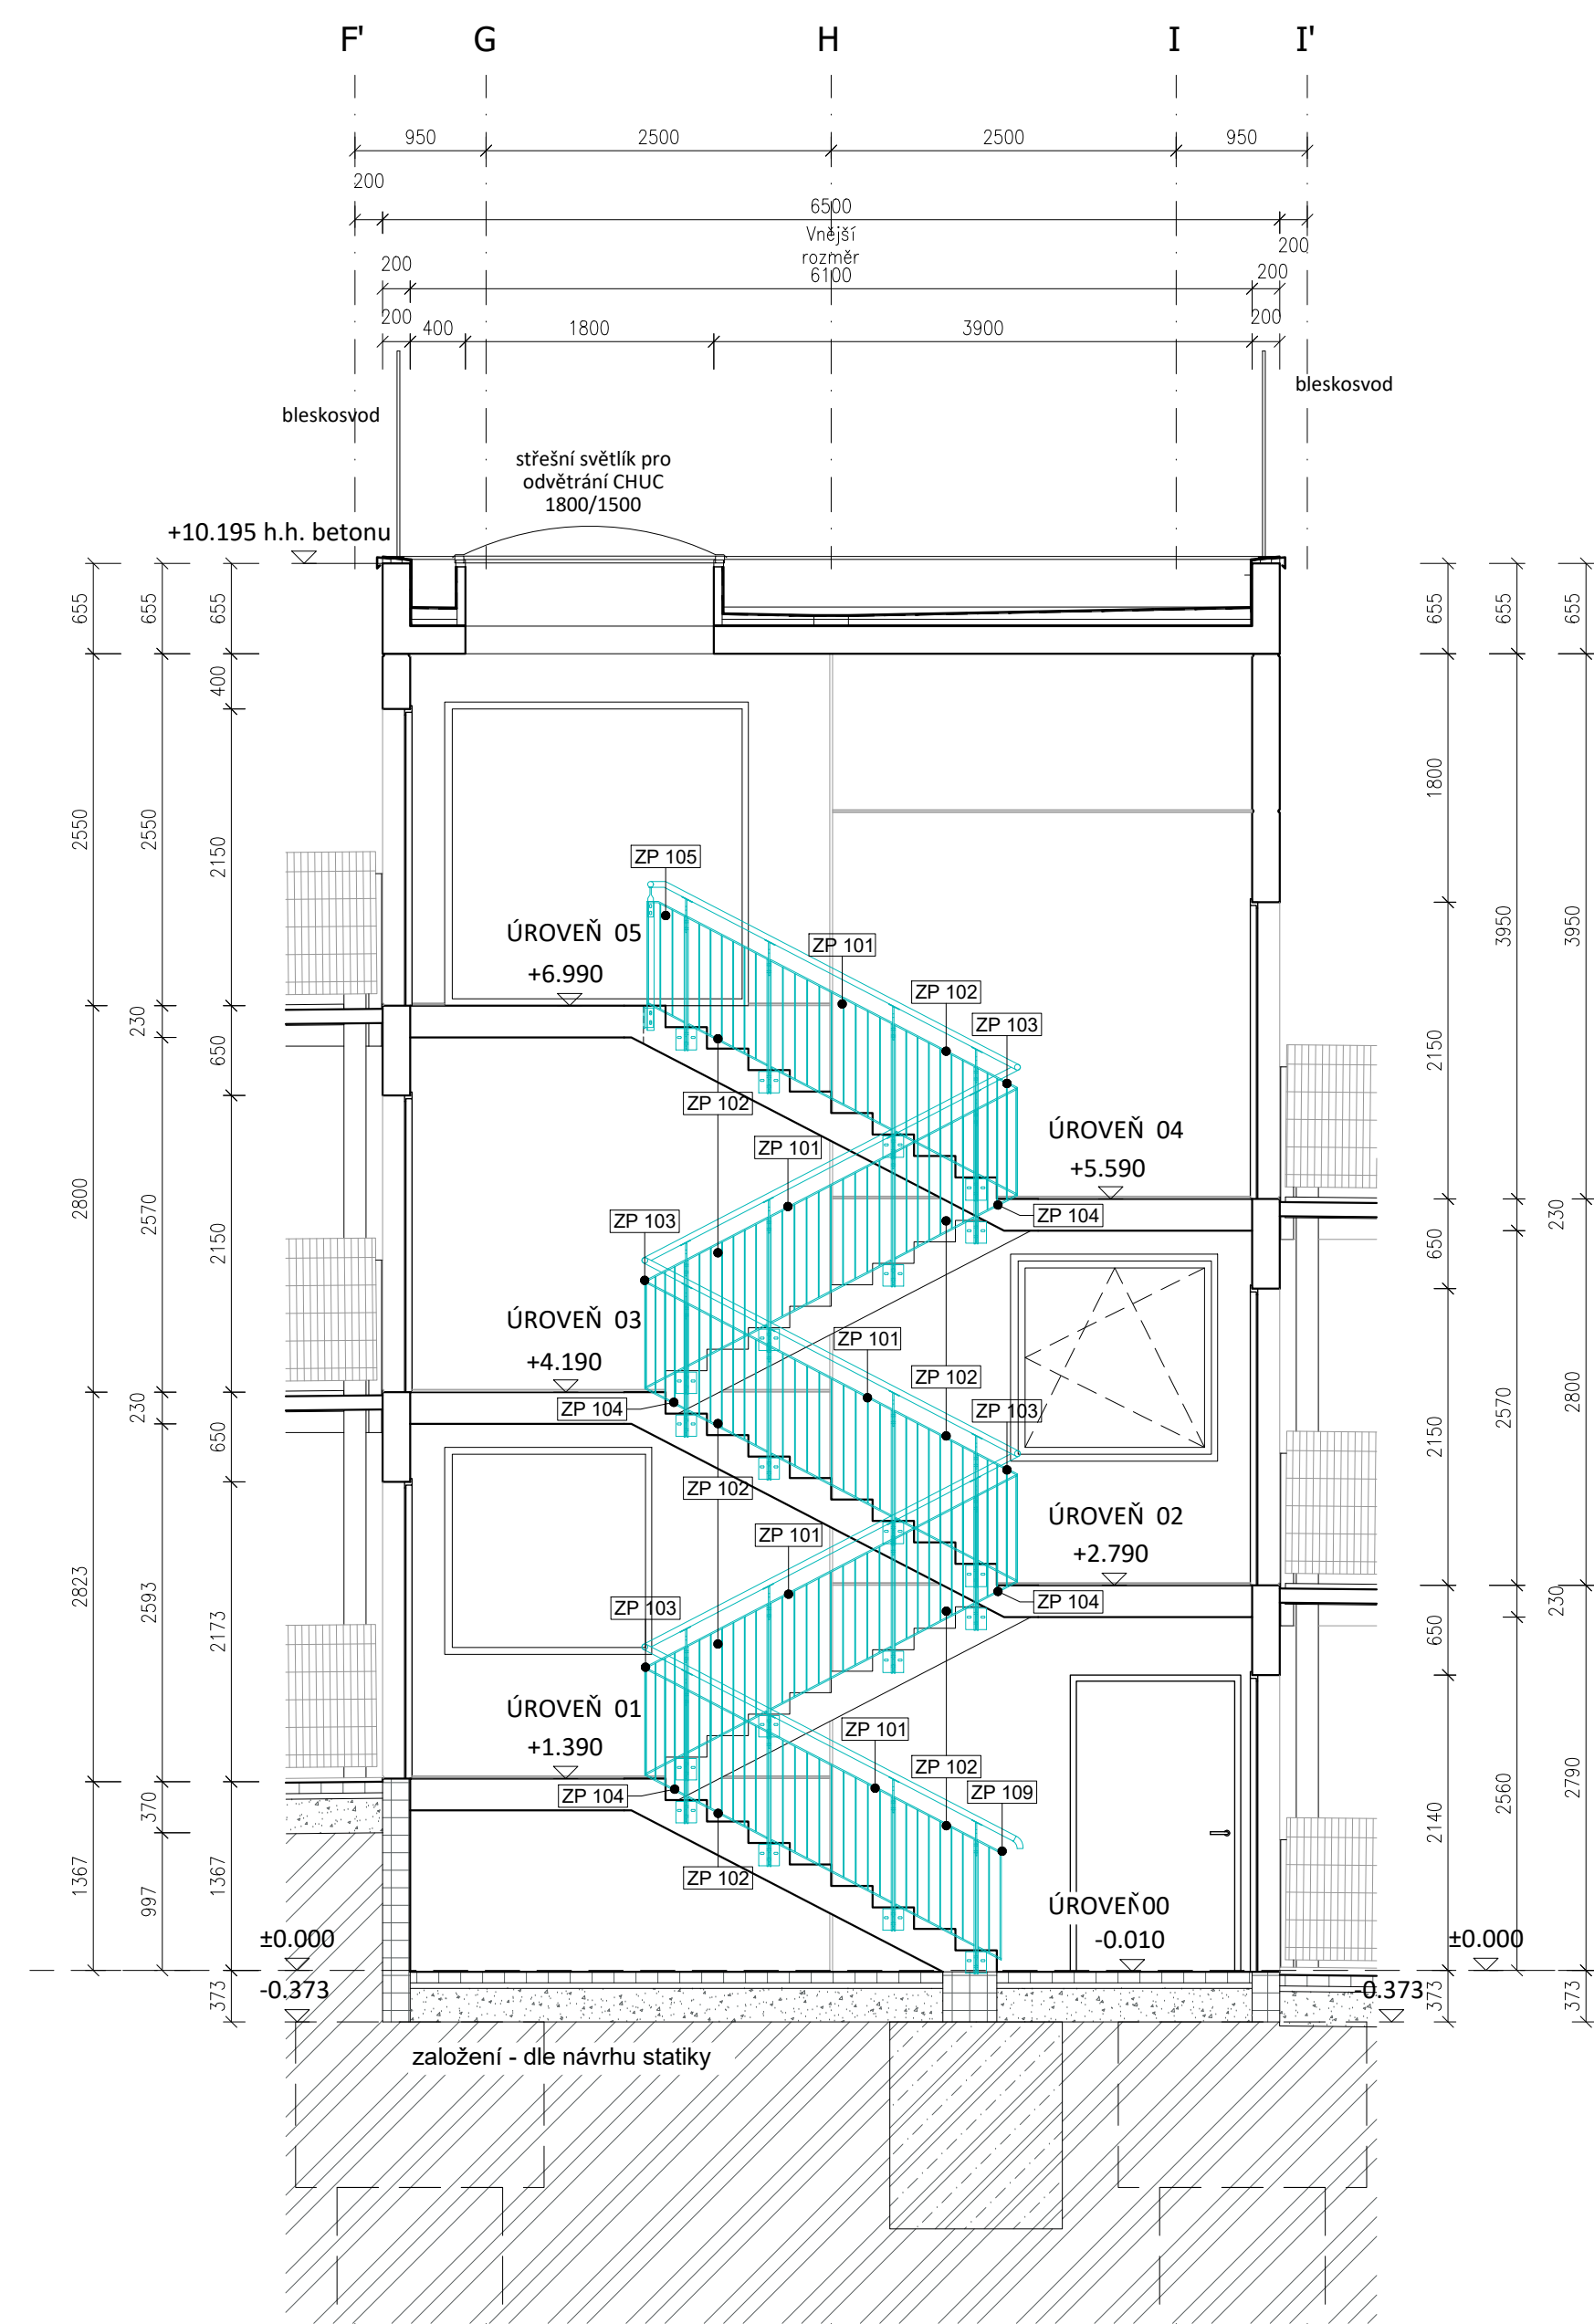 F' G H I I'
950 2500 2500 950
200
6500
Vnější
rozměr
200
200 6100 200
200 400 1800 3900 200
bleskosvod
bleskosvod
střešní světlík pro
odvětrání CHUC
1800/1500
+10.195 h.h. betonu
655 655 655 655 655 655
400
2550 2550 2150 1800
3950 3950
ZP 105
ÚROVEŇ 05
+6.990
ZP 101
ZP 102
ZP 103
230 650 2150
ZP 102
ZP 101
ÚROVEŇ 04
+5.590
2800 2570 2150
ZP 103
ZP 104
230 650
ÚROVEŇ 03
+4.190
ZP 101
ZP 102
ZP 103
ZP 104
2150 2570 2800
230 650
ZP 102
ZP 101
ÚROVEŇ 02
+2.790
2823 2593 2173
ZP 103
ZP 104
230 650
ÚROVEŇ 01
+1.390
ZP 101
ZP 102
ZP 109
ZP 104
2140 2560 2790
370
1367 997 1367
ZP 102
ÚROVEŇ00
-0.010
±0.000
±0.000
-0.373
-0.373
373 373 373
založení - dle návrhu statiky